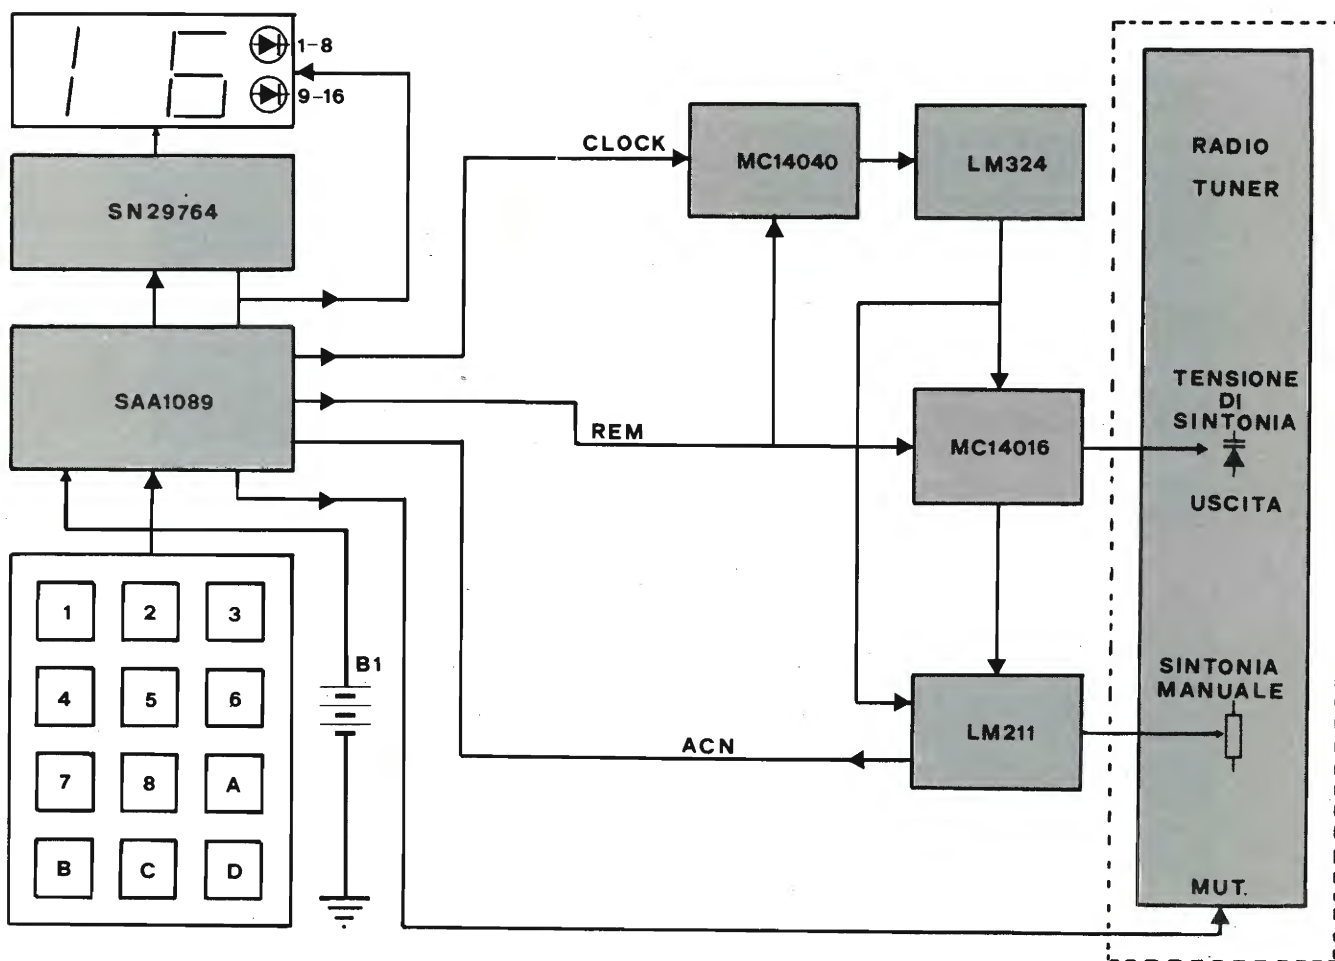 16
1-8
9-16
SN29764
SAA1089
CLOCK
MC14040
LM324
REM
MC14016
LM211
ACN
B1
1 2 3
4 5 6
7 8 A
B C D
RADIO
TUNER
TENSIONE
DI
SINTONIA
USCITA
SINTONIA
MANUALE
MUT.